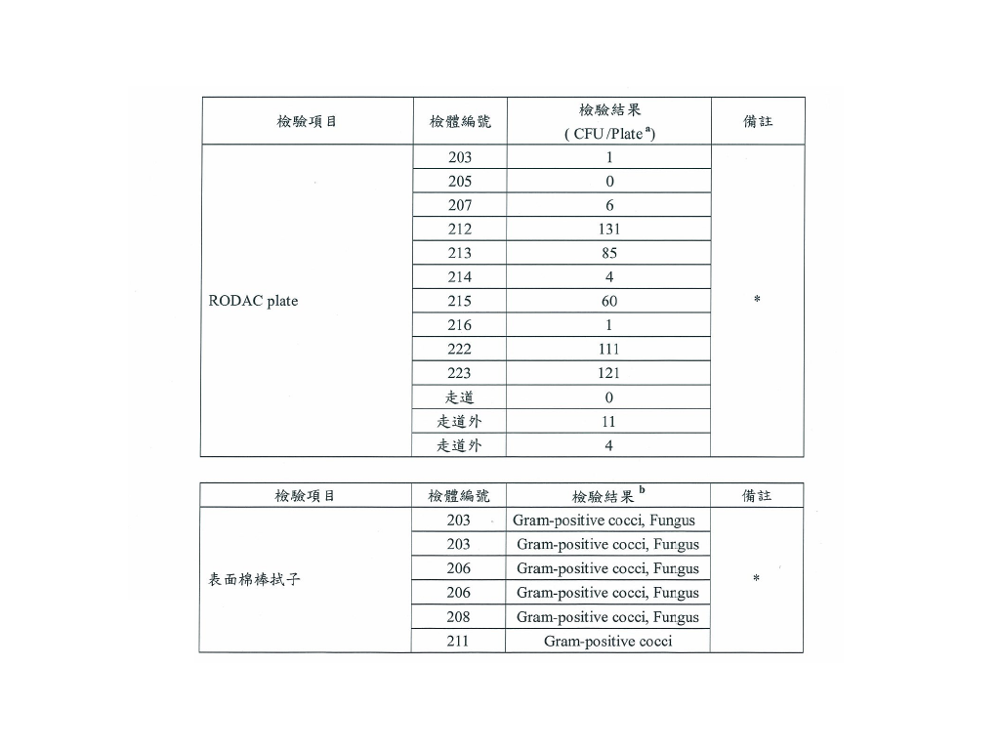 檢驗項目 檢體編號 檢驗結果 (CFU/Plate a) 備註
RODAC plate
203 1
205 0
207 6
212 131
213 85
214 4
215 60 *
216 1
222 111
223 121
走道 0
走道外 11
走道外 4
檢驗項目 檢體編號 檢驗結果 b 備註
表面棉棒拭子
203 Gram-positive cocci, Fungus
203 Gram-positive cocci, Fungus
206 Gram-positive cocci, Fungus
206 Gram-positive cocci, Fungus *
208 Gram-positive cocci, Fungus
211 Gram-positive cocci